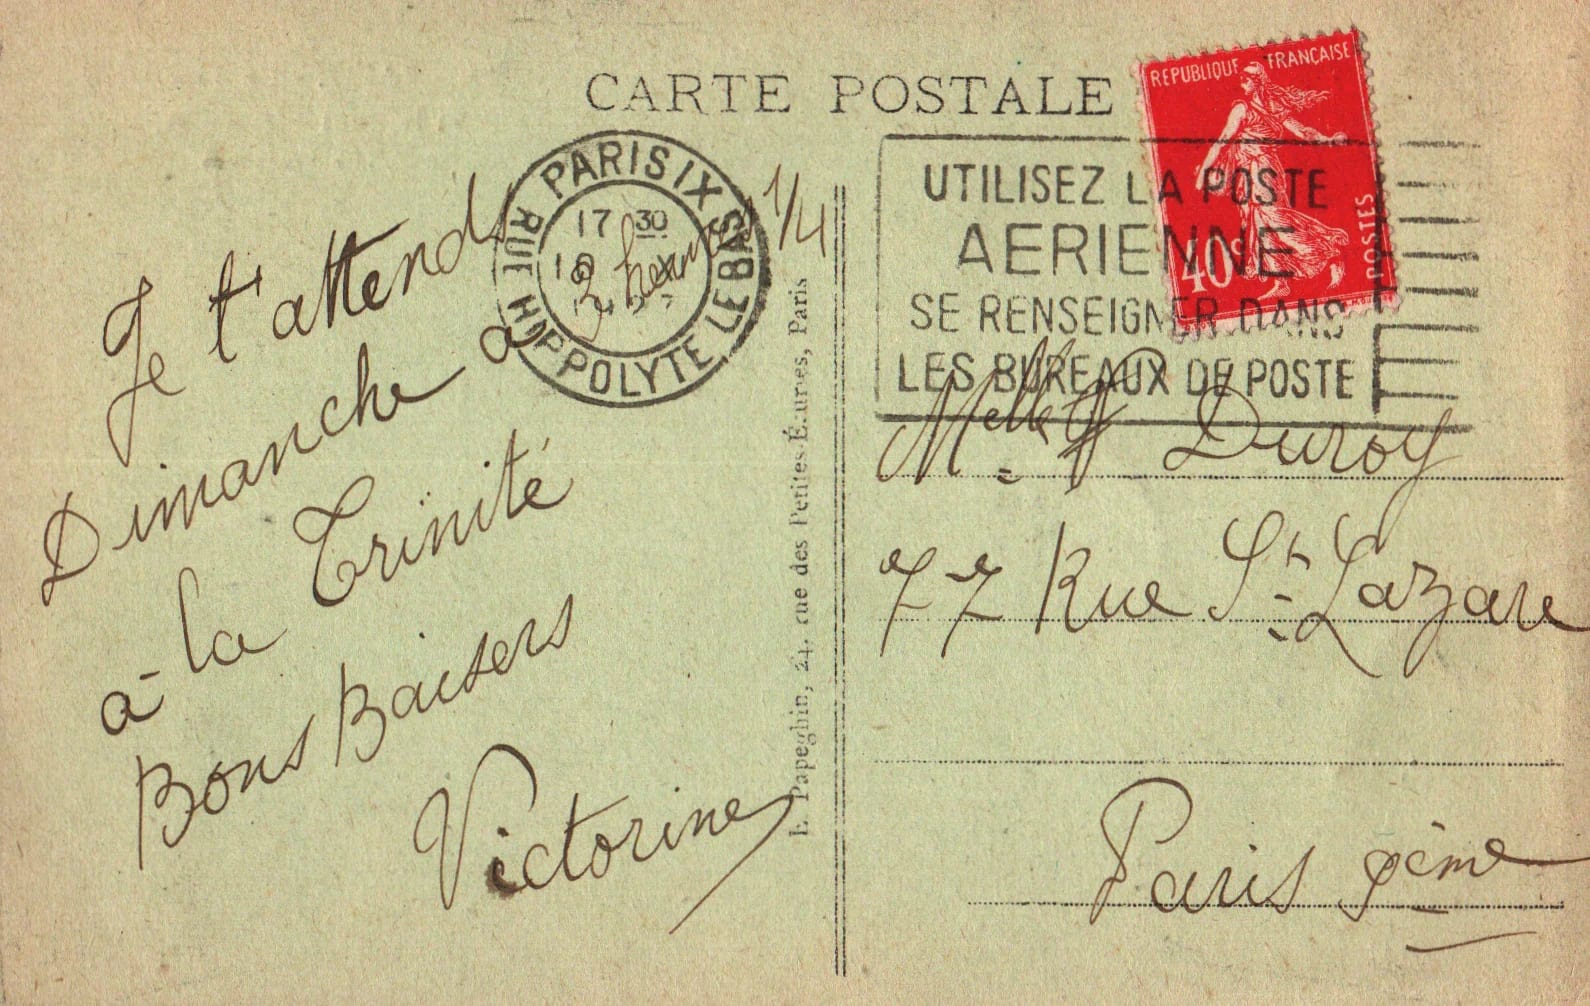 CARTE POSTALE
REPUBLIQUE FRANÇAISE
POSTES
40c
PARIS IX
RUE HIPPOLYTE LEBAS
17 30
UTILISEZ LA POSTE
AERIENNE
SE RENSEIGNER DANS
LES BUREAUX DE POSTE
Je t'attends
Dimanche a 3 heures 1/4
à la Trinité
Bons Baisers
Victorine
E. Papeghin, 24, rue des Petites-Écuries, Paris
Melle Duroy
77 Rue St Lazare
Paris 9ème